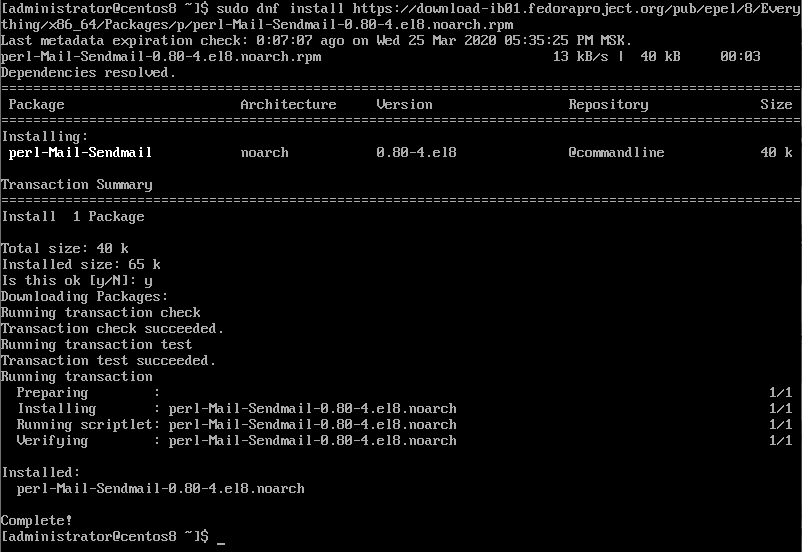 [administrator@centos8 ~]$ sudo dnf install https://download-ib01.fedoraproject.org/pub/epel/8/Every
thing/x86_64/Packages/p/perl-Mail-Sendmail-0.80-4.el8.noarch.rpm
Last metadata expiration check: 0:07:07 ago on Wed 25 Mar 2020 05:35:25 PM MSK.
perl-Mail-Sendmail-0.80-4.el8.noarch.rpm                             13 kB/s |  40 kB     00:03
Dependencies resolved.
====================================================================================================
 Package                      Architecture     Version                 Repository              Size
====================================================================================================
Installing:
 perl-Mail-Sendmail           noarch           0.80-4.el8              @commandline            40 k

Transaction Summary
====================================================================================================
Install  1 Package

Total size: 40 k
Installed size: 65 k
Is this ok [y/N]: y
Downloading Packages:
Running transaction check
Transaction check succeeded.
Running transaction test
Transaction test succeeded.
Running transaction
  Preparing        :                                                                            1/1
  Installing       : perl-Mail-Sendmail-0.80-4.el8.noarch                                       1/1
  Running scriptlet: perl-Mail-Sendmail-0.80-4.el8.noarch                                       1/1
  Verifying        : perl-Mail-Sendmail-0.80-4.el8.noarch                                       1/1

Installed:
  perl-Mail-Sendmail-0.80-4.el8.noarch

Complete!
[administrator@centos8 ~]$ _